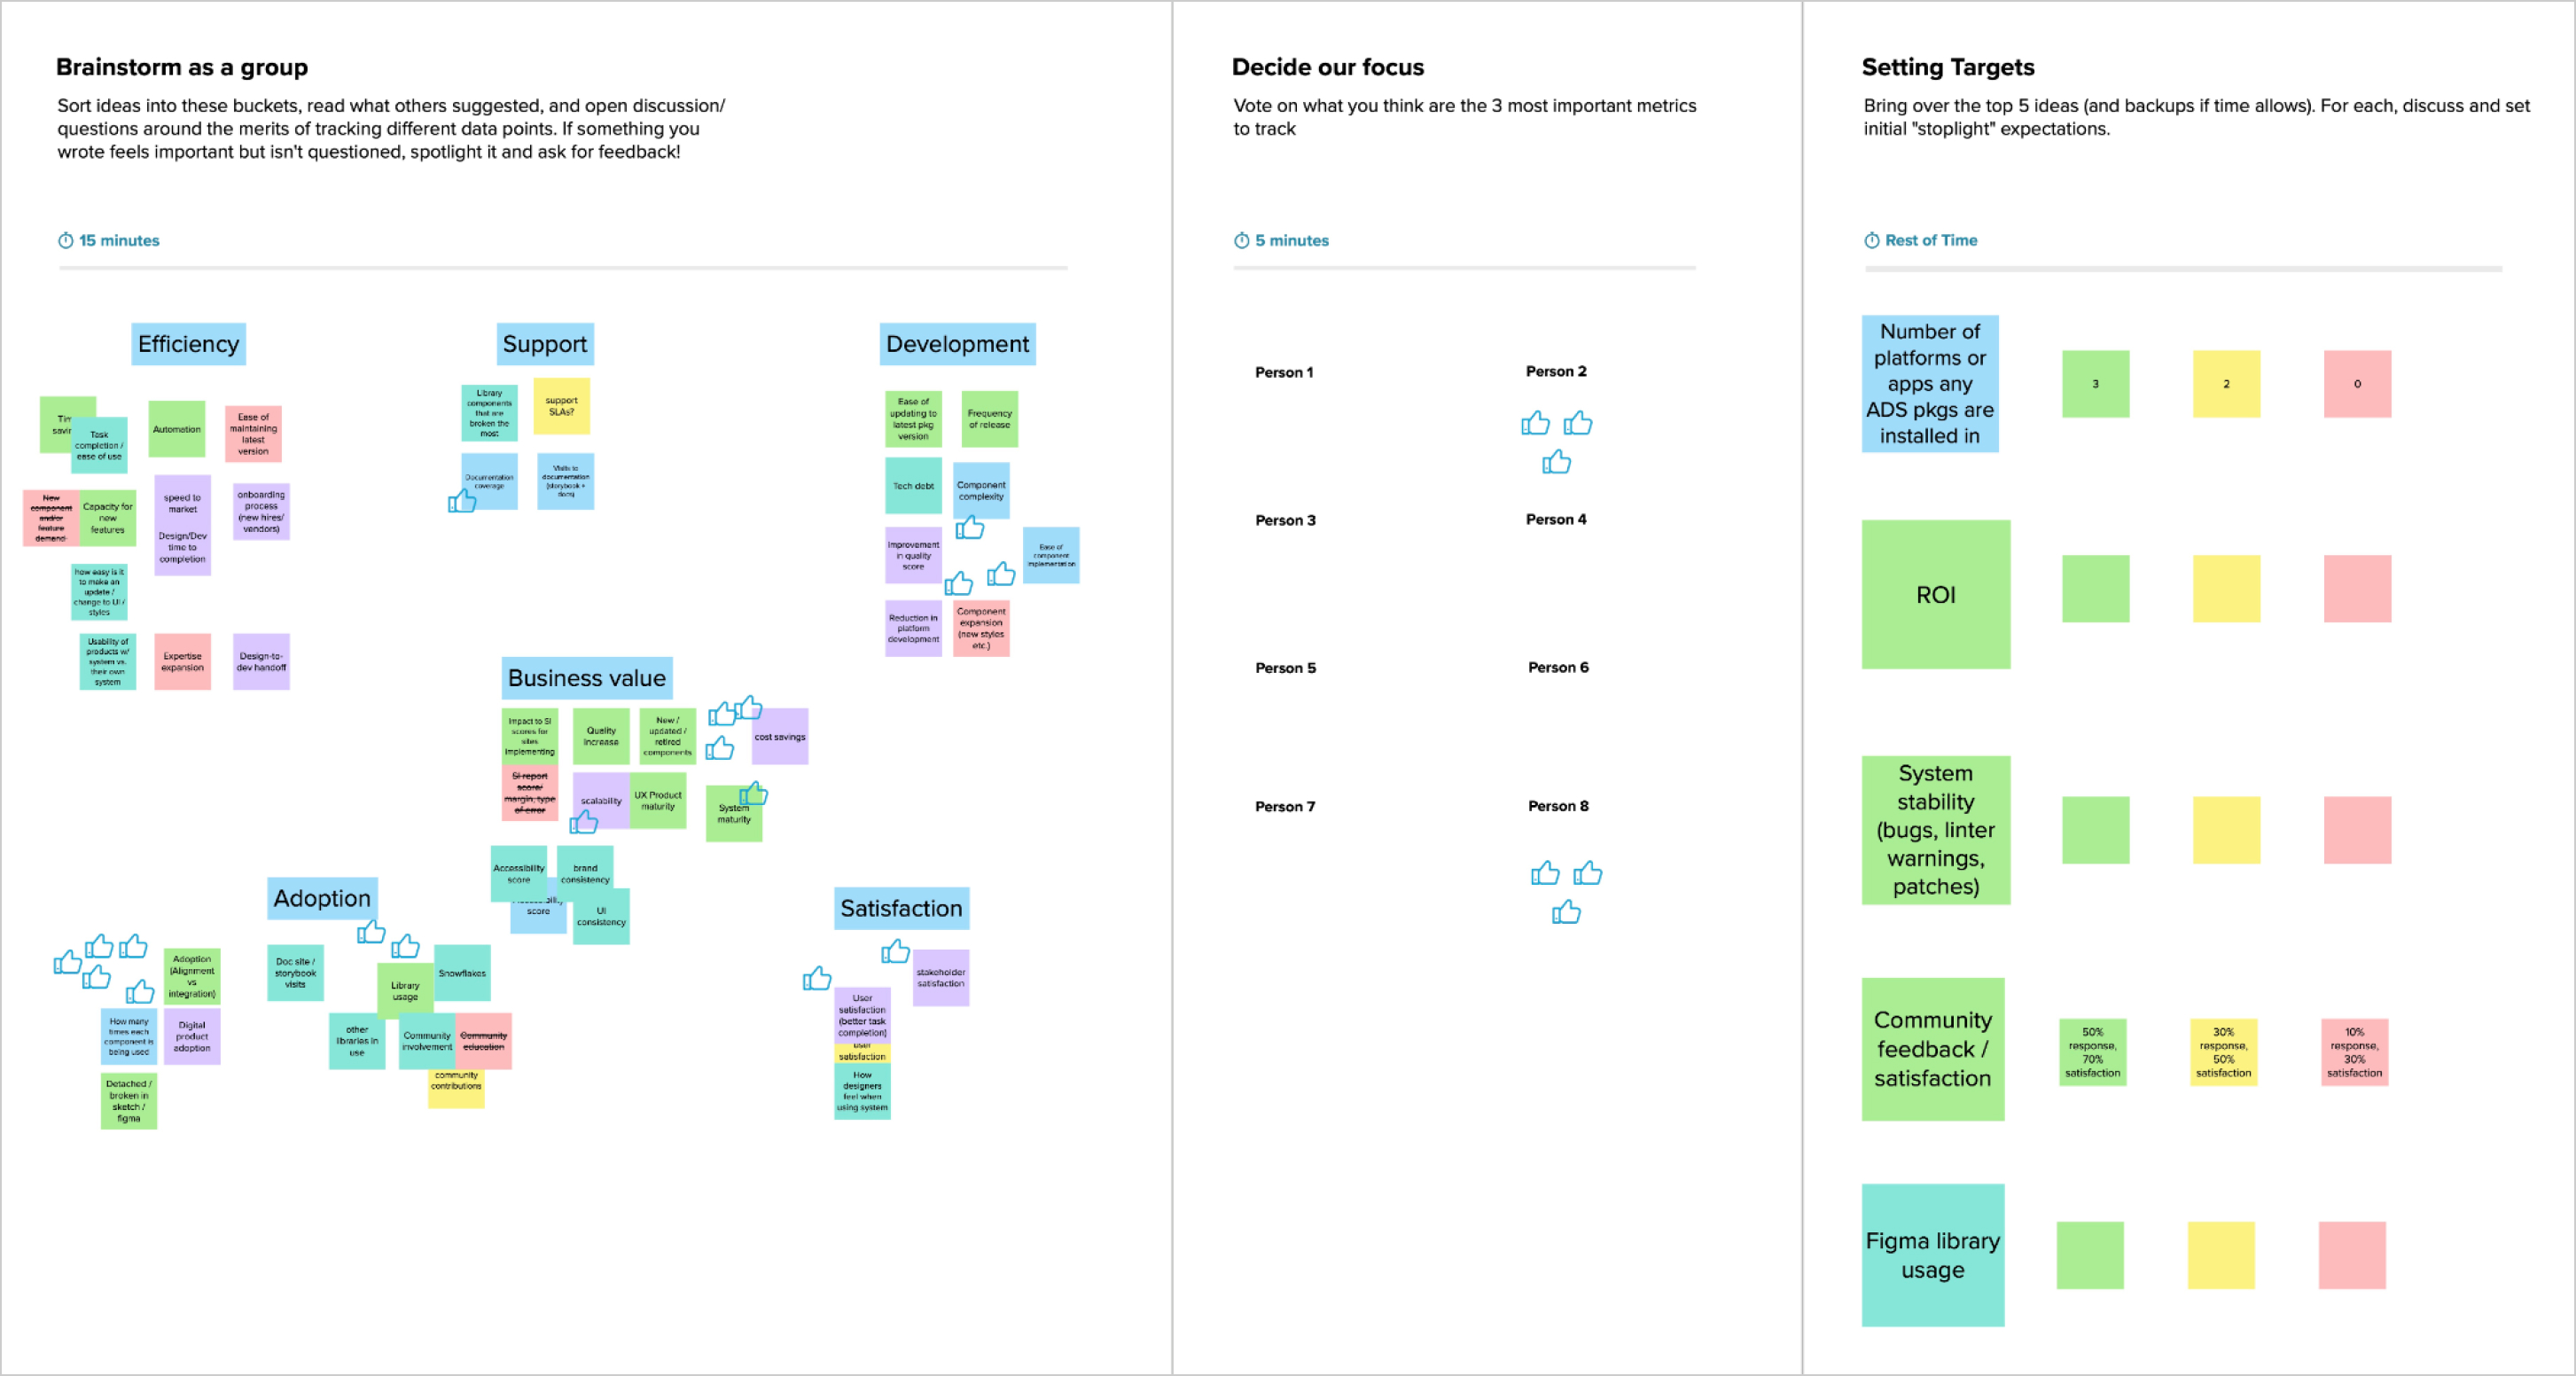 Brainstorm as a group
Sort ideas into these buckets, read what others suggested, and open discussion/
questions around the merits of tracking different data points. If something you
wrote feels important but isn't questioned, spotlight it and ask for feedback!
15 minutes
Efficiency
Task
completion /
ease of use
Automation
Ease of
maintaining
latest
version
New
component
and/or
feature
demand
Capacity for
new
features
speed to
market
Design/Dev
time to
completion
onboarding
process
(new hires/
vendors)
how easy is it
to make an
update /
change to UI /
styles
Usability of
products w/
system vs.
their own
system
Expertise
expansion
Design-to-
dev handoff
Support
Library
components
that are
broken the
most
support
SLAs?
Documentation
coverage
Visits to
documentation
(storybook +
docs)
Development
Ease of
updating to
latest pkg
version
Frequency
of release
Tech debt
Component
complexity
Improvement
in quality
score
Ease of
component
implementation
Reduction in
platform
development
Component
expansion
(new styles
etc.)
Business value
Impact to SI
scores for
sites
implementing
Quality
Increase
New /
updated /
retired
components
cost savings
SI report
score/
margin, type
of error
scalability
UX Product
maturity
System
maturity
Accessibility
score
brand
consistency
score
UI
consistency
Adoption
Adoption
(Alignment
vs
integration)
How many
times each
component is
being used
Digital
product
adoption
Detached /
broken in
sketch /
figma
Doc site /
storybook
visits
Library
usage
Snowflakes
other
libraries in
use
Community
involvement
Community
education
community
contributions
Satisfaction
stakeholder
satisfaction
User
satisfaction
(better task
completion)
user
satisfaction
How
designers
feel when
using system
Decide our focus
Vote on what you think are the 3 most important metrics
to track
5 minutes
Person 1
Person 2
Person 3
Person 4
Person 5
Person 6
Person 7
Person 8
Setting Targets
Bring over the top 5 ideas (and backups if time allows). For each, discuss and set
initial "stoplight" expectations.
Rest of Time
Number of
platforms or
apps any
ADS pkgs are
installed in
3
2
0
ROI
System
stability
(bugs, linter
warnings,
patches)
Community
feedback /
satisfaction
50%
response,
70%
satisfaction
30%
response,
50%
satisfaction
10%
response,
30%
satisfaction
Figma library
usage